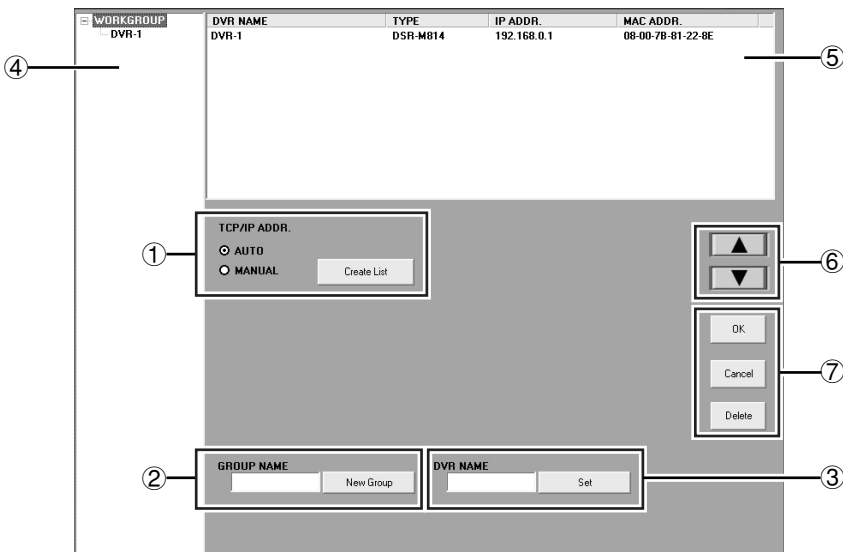 WORKGROUP
DVR-1
DVR NAME TYPE IP ADDR. MAC ADDR.
DVR-1 DSR-M814 192.168.0.1 08-00-7B-81-22-8E
④
⑤
TCP/IP ADDR.
AUTO
MANUAL
Create List
①
⑥
OK
Cancel
Delete
⑦
GROUP NAME
New Group
②
DVR NAME
Set
③